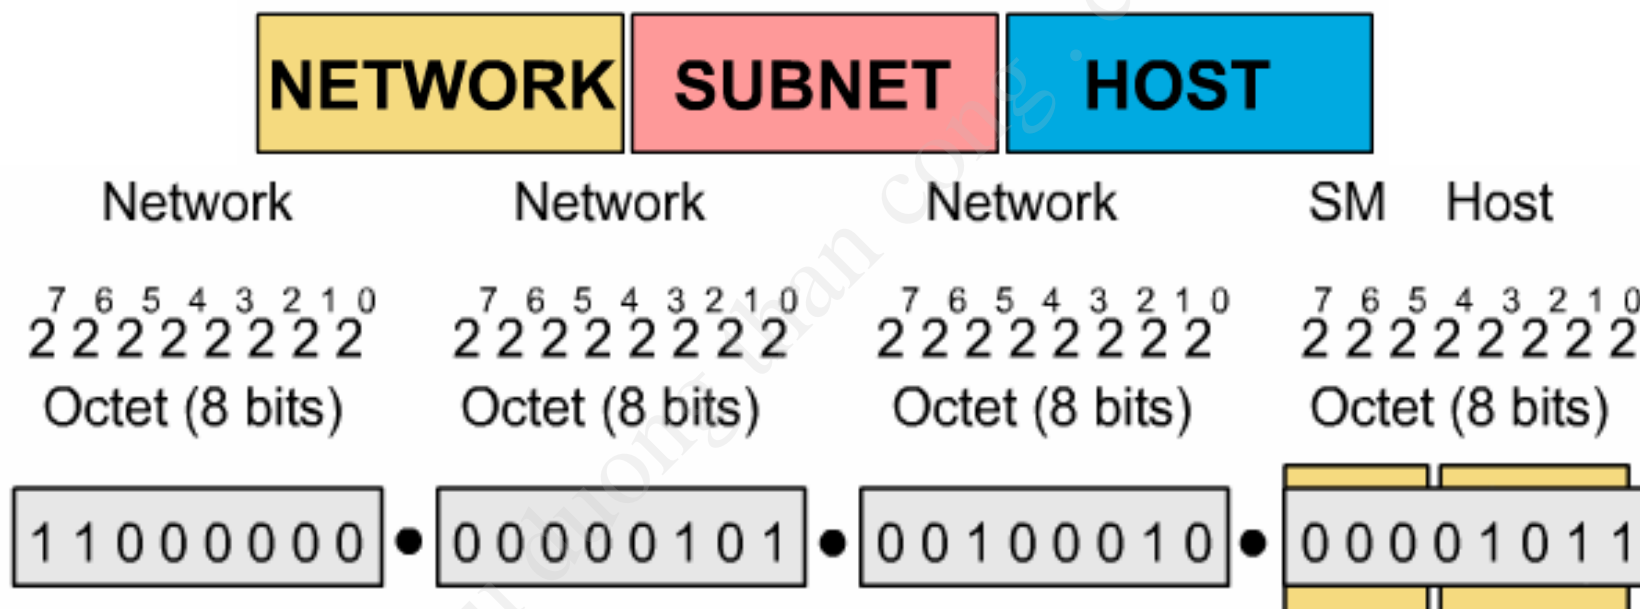 NETWORK SUBNET HOST
Network Network Network SM Host
7 6 5 4 3 2 1 0 7 6 5 4 3 2 1 0 7 6 5 4 3 2 1 0 7 6 5 4 3 2 1 0
2 2 2 2 2 2 2 2 2 2 2 2 2 2 2 2 2 2 2 2 2 2 2 2 2 2 2 2 2 2 2 2
Octet (8 bits) Octet (8 bits) Octet (8 bits) Octet (8 bits)
1 1 0 0 0 0 0 0 • 0 0 0 0 0 1 0 1 • 0 0 1 0 0 0 1 0 • 0 0 0 0 1 0 1 1
duong than cong .